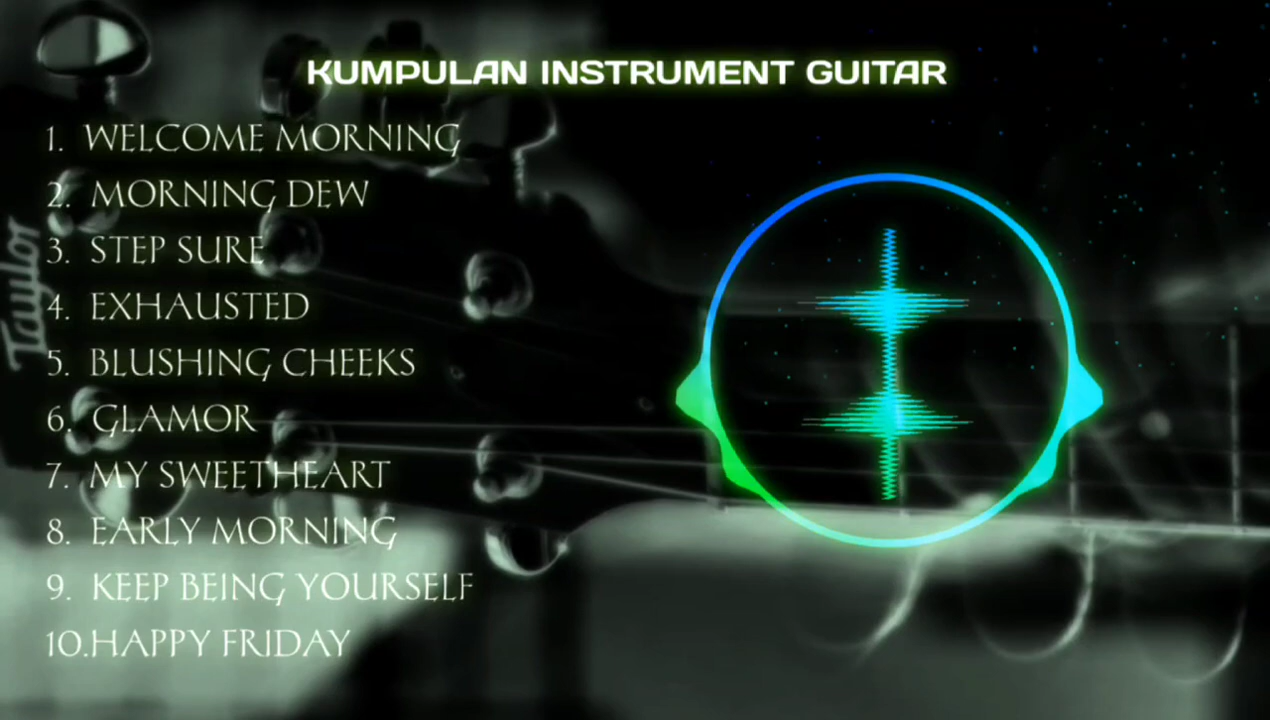 KUMPULAN INSTRUMENT GUITAR
1. WELCOME MORNING
2. MORNING DEW
3. STEP SURE
4. EXHAUSTED
5. BLUSHING CHEEKS
6. GLAMOR
7. MY SWEETHEART
8. EARLY MORNING
9. KEEP BEING YOURSELF
10.HAPPY FRIDAY
Taylor